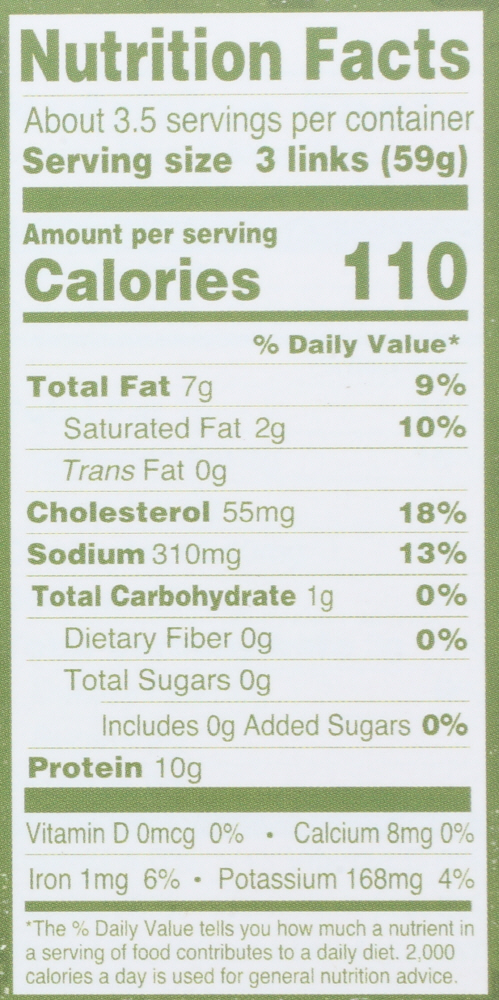 Nutrition Facts
About 3.5 servings per container
Serving size 3 links (59g)
Amount per serving
Calories 110
% Daily Value*
Total Fat 7g 9%
Saturated Fat 2g 10%
Trans Fat 0g
Cholesterol 55mg 18%
Sodium 310mg 13%
Total Carbohydrate 1g 0%
Dietary Fiber 0g 0%
Total Sugars 0g
Includes 0g Added Sugars 0%
Protein 10g
Vitamin D 0mcg 0% • Calcium 8mg 0%
Iron 1mg 6% • Potassium 168mg 4%
*The % Daily Value tells you how much a nutrient in
a serving of food contributes to a daily diet. 2,000
calories a day is used for general nutrition advice.